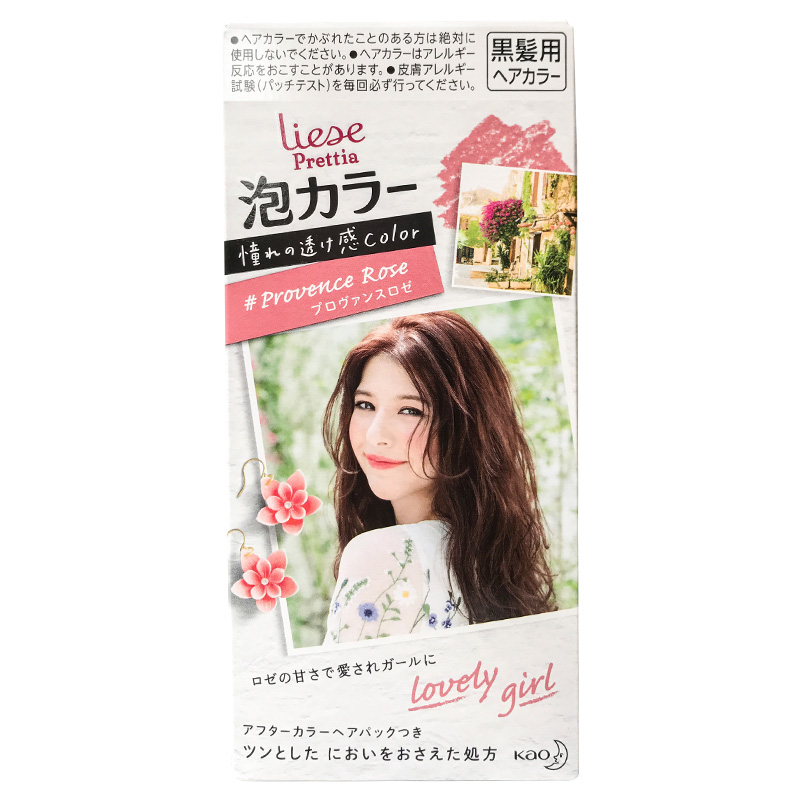 ●ヘアカラーでかぶれたことのある方は絶対に
使用しないでください。●ヘアカラーはアレルギー
反応をおこすことがあります。●皮膚アレルギー
試験(パッチテスト)を毎回必ず行ってください。
黒髪用
ヘアカラー
liese
Prettia
泡カラー
憧れの透け感Color
#Provence Rose
プロヴァンスロゼ
ロゼの甘さで愛されガールに
lovely girl
アフターカラーヘアパックつき
ツンとした においをおさえた処方
Kao